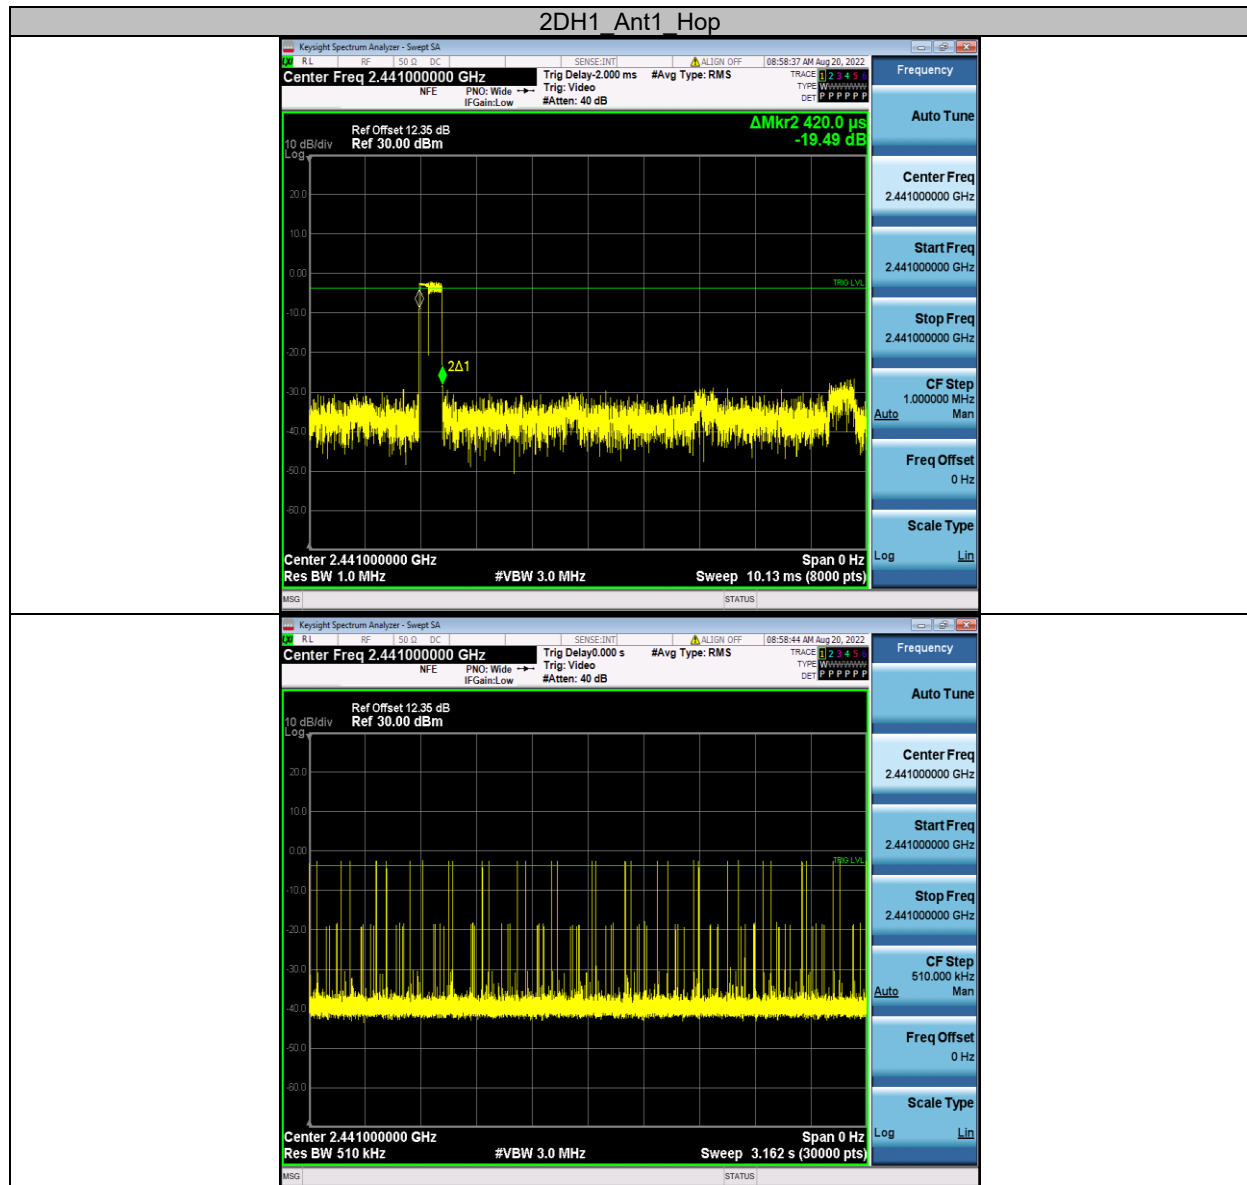 2DH1_Ant1_Hop
Keysight Spectrum Analyzer - Swept SA
RL RF 50 Ω DC SENSE:INT ALIGN OFF 08:58:37 AM Aug 20, 2022
Center Freq 2.441000000 GHz Trig Delay-2.000 ms #Avg Type: RMS TRACE 1 2 3 4 5 6 Frequency
NFE PNO: Wide Trig: Video TYPE WWWWWW
IFGain:Low #Atten: 40 dB DET P P P P P P
Auto Tune
ΔMkr2 420.0 µs
Ref Offset 12.35 dB
10 dB/div Ref 30.00 dBm -19.49 dB
Log
Center Freq
2.441000000 GHz
20.0
10.0
Start Freq
2.441000000 GHz
0.00
TRIG LVL
-10.0
Stop Freq
2.441000000 GHz
-20.0
2Δ1
CF Step
1.000000 MHz
Auto Man
-30.0
-40.0
Freq Offset
0 Hz
-50.0
-60.0
Scale Type
Log Lin
Center 2.441000000 GHz Span 0 Hz
Res BW 1.0 MHz #VBW 3.0 MHz Sweep 10.13 ms (8000 pts)
MSG STATUS
Keysight Spectrum Analyzer - Swept SA
RL RF 50 Ω DC SENSE:INT ALIGN OFF 08:58:44 AM Aug 20, 2022
Center Freq 2.441000000 GHz Trig Delay0.000 s #Avg Type: RMS TRACE 1 2 3 4 5 6 Frequency
NFE PNO: Wide Trig: Video TYPE WWWWWW
IFGain:Low #Atten: 40 dB DET P P P P P P
Auto Tune
Ref Offset 12.35 dB
10 dB/div Ref 30.00 dBm
Log
Center Freq
2.441000000 GHz
20.0
10.0
Start Freq
2.441000000 GHz
0.00
TRIG LVL
-10.0
Stop Freq
2.441000000 GHz
-20.0
CF Step
510.000 kHz
Auto Man
-30.0
-40.0
Freq Offset
0 Hz
-50.0
-60.0
Scale Type
Log Lin
Center 2.441000000 GHz Span 0 Hz
Res BW 510 kHz #VBW 3.0 MHz Sweep 3.162 s (30000 pts)
MSG STATUS